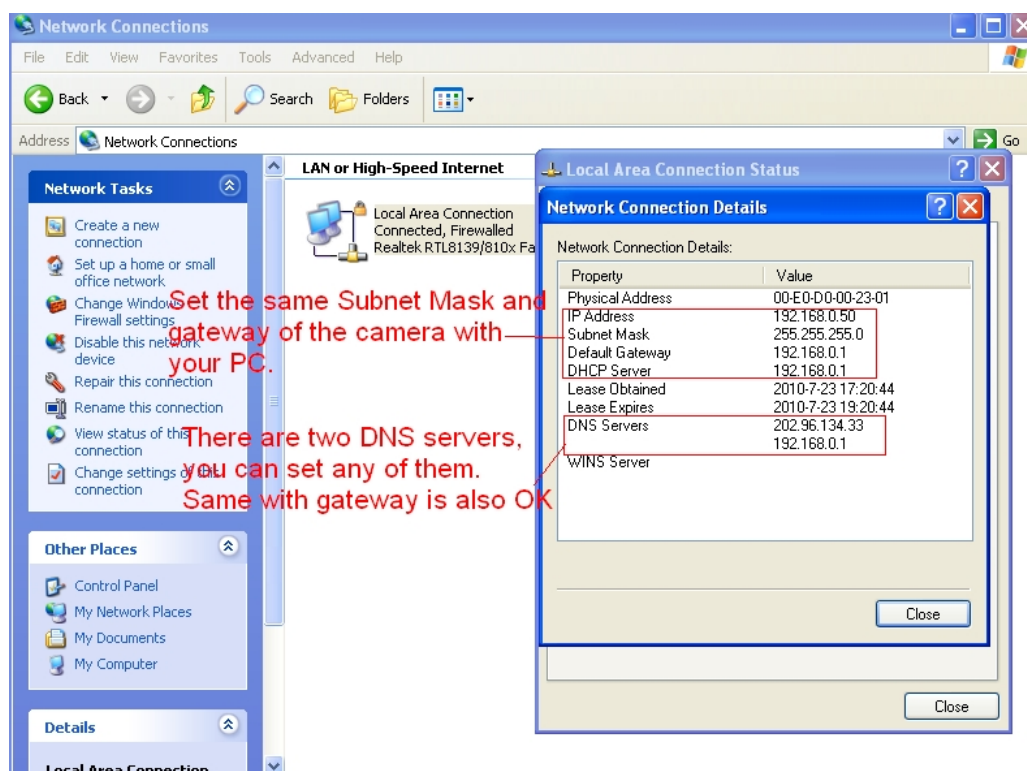 Network Connections
File Edit View Favorites Tools Advanced Help
Back Search Folders
Address Network Connections Go
Network Tasks
Create a new
connection
Set up a home or small
office network
Change Windows
Firewall settings
Disable this network
device
Repair this connection
Rename this connection
View status of this
connection
Change settings of this
connection
Other Places
Control Panel
My Network Places
My Documents
My Computer
Details
Local Area Connection
LAN or High-Speed Internet
Local Area Connection
Connected, Firewalled
Realtek RTL8139/810x Fa
Set the same Subnet Mask and
gateway of the camera with
your PC.
There are two DNS servers,
you can set any of them.
Same with gateway is also OK
Local Area Connection Status
Network Connection Details
Network Connection Details:
Property Value
Physical Address 00-E0-D0-00-23-01
IP Address 192.168.0.50
Subnet Mask 255.255.255.0
Default Gateway 192.168.0.1
DHCP Server 192.168.0.1
Lease Obtained 2010-7-23 17:20:44
Lease Expires 2010-7-23 19:20:44
DNS Servers 202.96.134.33
192.168.0.1
WINS Server
Close
Close